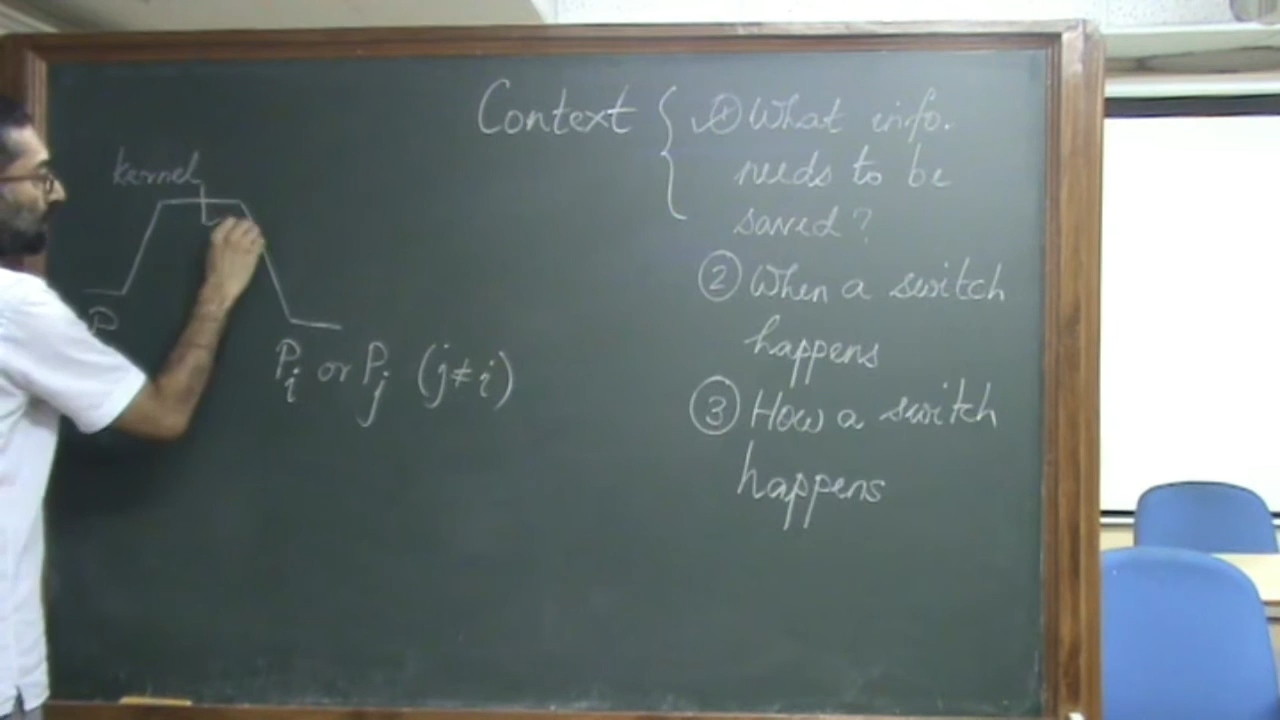 Context { ✓① What info.
needs to be
saved?
② When a switch
happens
③ How a switch
happens
kernel
P
Pi or Pj (j≠i)